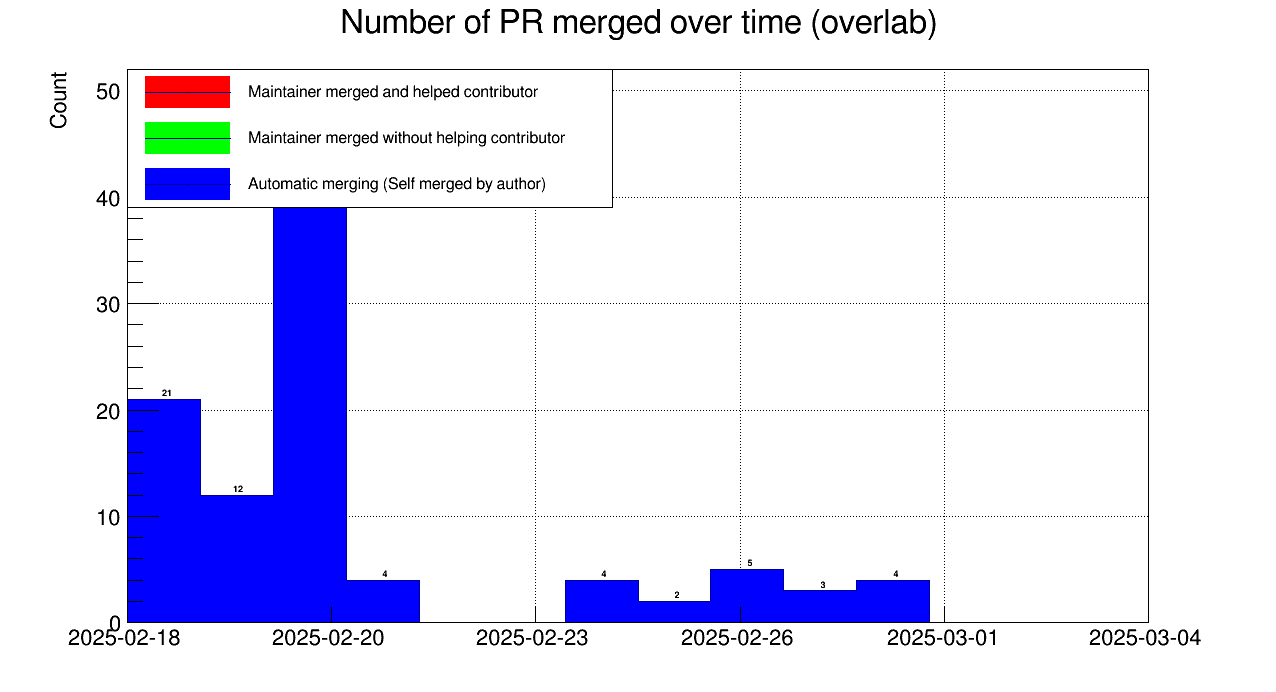 Number of PR merged over time (overlab)
Count
50
40
30
20
10
0
Maintainer merged and helped contributor
Maintainer merged without helping contributor
Automatic merging (Self merged by author)
21
12
4
4
2
5
3
4
2025-02-18 2025-02-20 2025-02-23 2025-02-26 2025-03-01 2025-03-04